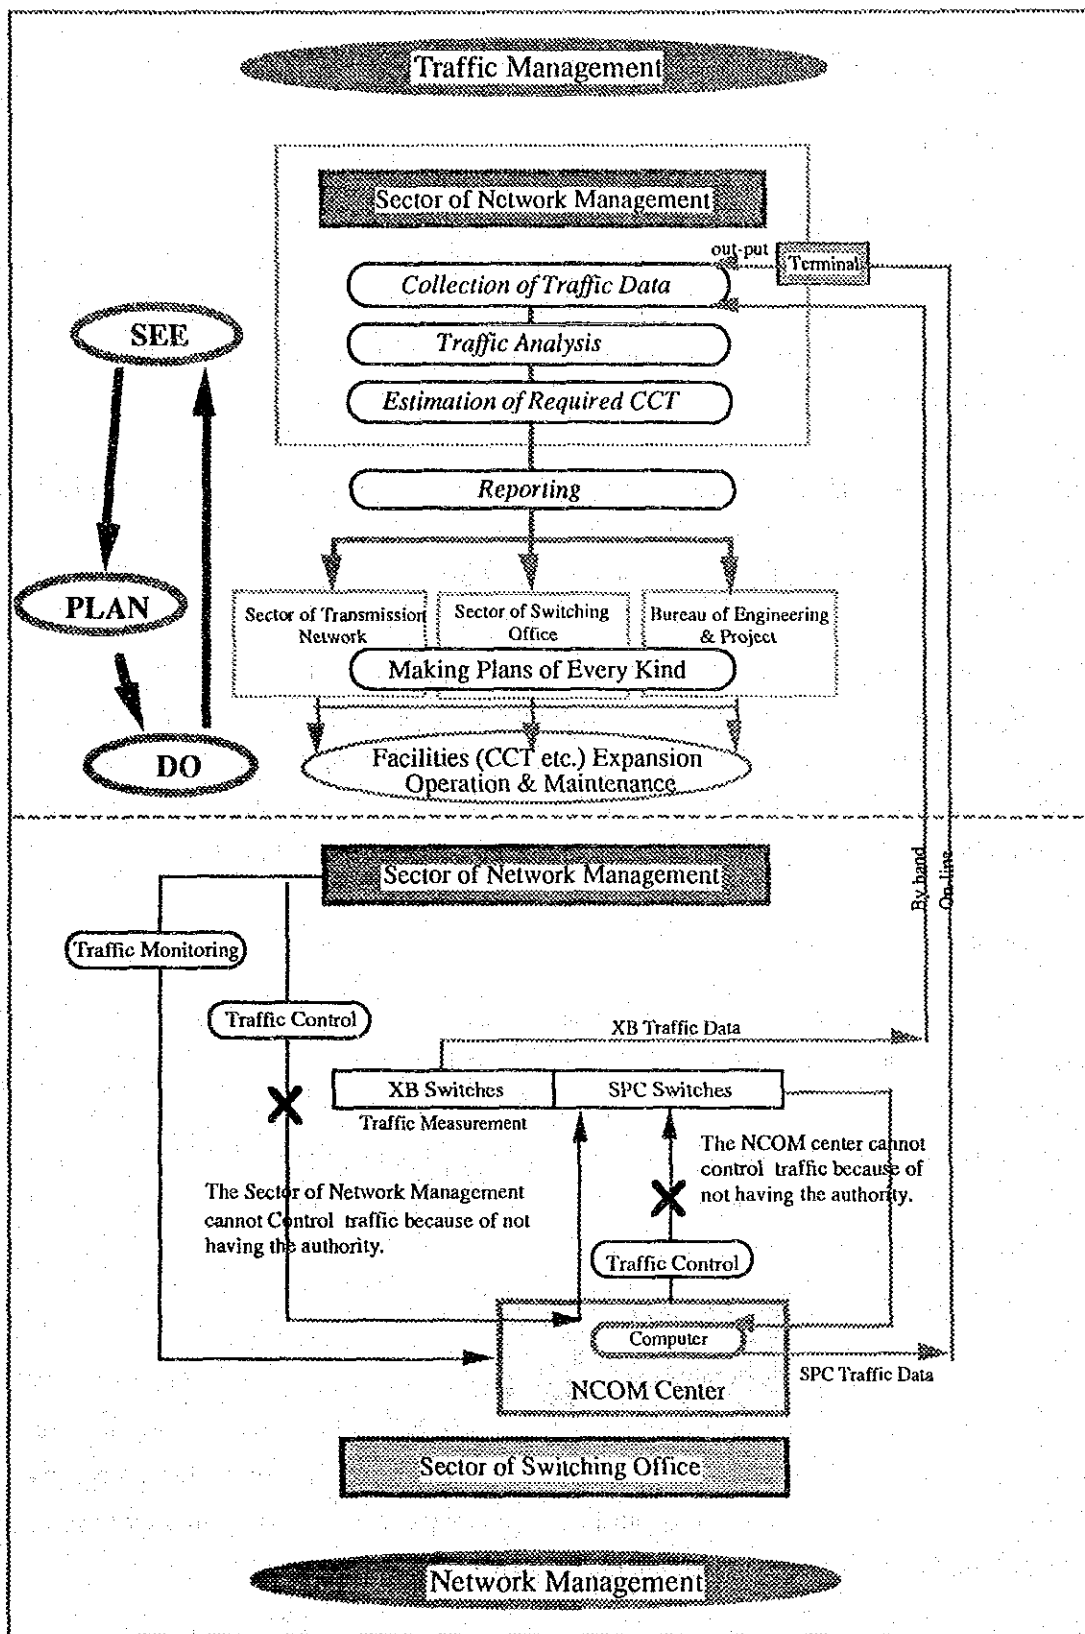 Traffic Management
Sector of Network Management
out-put
Terminal
Collection of Traffic Data
SEE
Traffic Analysis
Estimation of Required CCT
Reporting
PLAN
Sector of Transmission
Network
Sector of Switching
Office
Bureau of Engineering
& Project
Making Plans of Every Kind
DO
Facilities (CCT etc.) Expansion
Operation & Maintenance
Sector of Network Management
By hand
On-line
Traffic Monitoring
Traffic Control
XB Traffic Data
XB Switches
SPC Switches
Traffic Measurement
The NCOM center cannot
control traffic because of
not having the authority.
The Sector of Network Management
cannot Control traffic because of not
having the authority.
Traffic Control
Computer
SPC Traffic Data
NCOM Center
Sector of Switching Office
Network Management